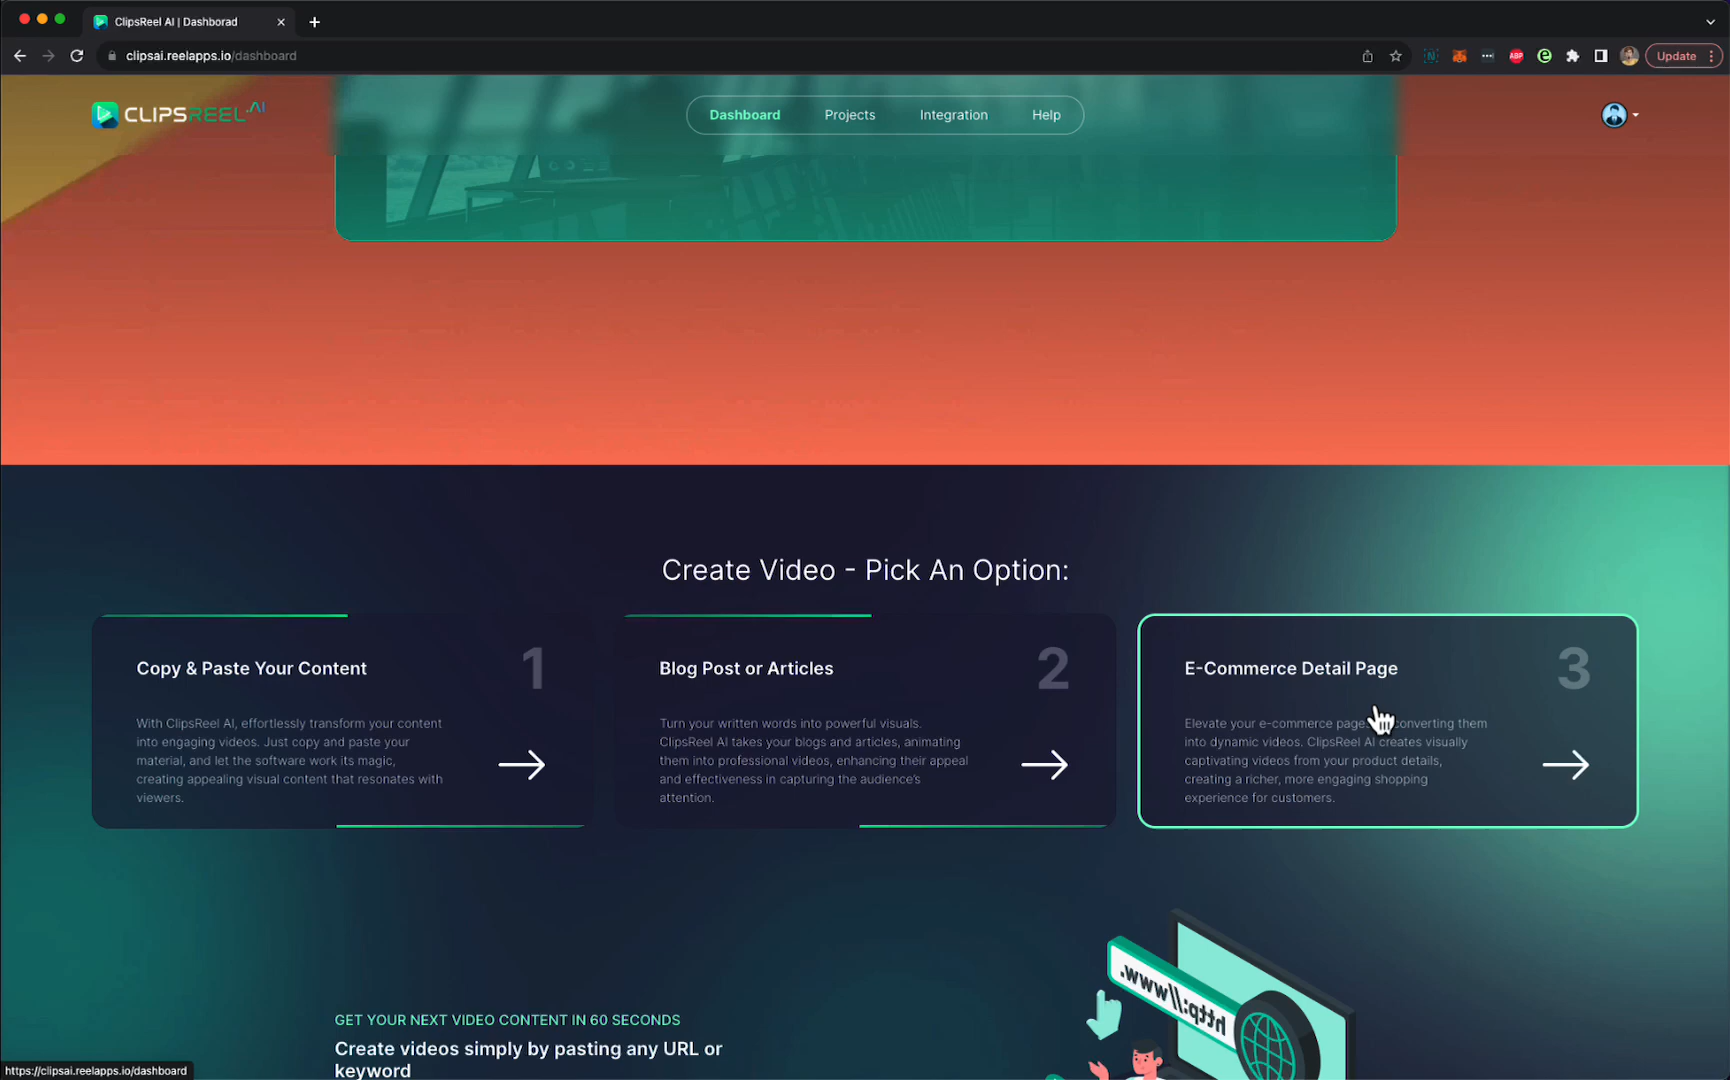 ClipsReel AI | Dashborad
clipsai.reelapps.io/dashboard
ABP
Update
CLIPSREEL.AI
Dashboard
Projects
Integration
Help
Create Video - Pick An Option:
Copy & Paste Your Content
1
With ClipsReel AI, effortlessly transform your content
into engaging videos. Just copy and paste your
material, and let the software work its magic,
creating appealing visual content that resonates with
viewers.
Blog Post or Articles
2
Turn your written words into powerful visuals.
ClipsReel AI takes your blogs and articles, animating
them into professional videos, enhancing their appeal
and effectiveness in capturing the audience's
attention.
E-Commerce Detail Page
3
Elevate your e-commerce page converting them
into dynamic videos. ClipsReel AI creates visually
captivating videos from your product details,
creating a richer, more engaging shopping
experience for customers.
http:\\www.
GET YOUR NEXT VIDEO CONTENT IN 60 SECONDS
Create videos simply by pasting any URL or
keyword
https://clipsai.reelapps.io/dashboard